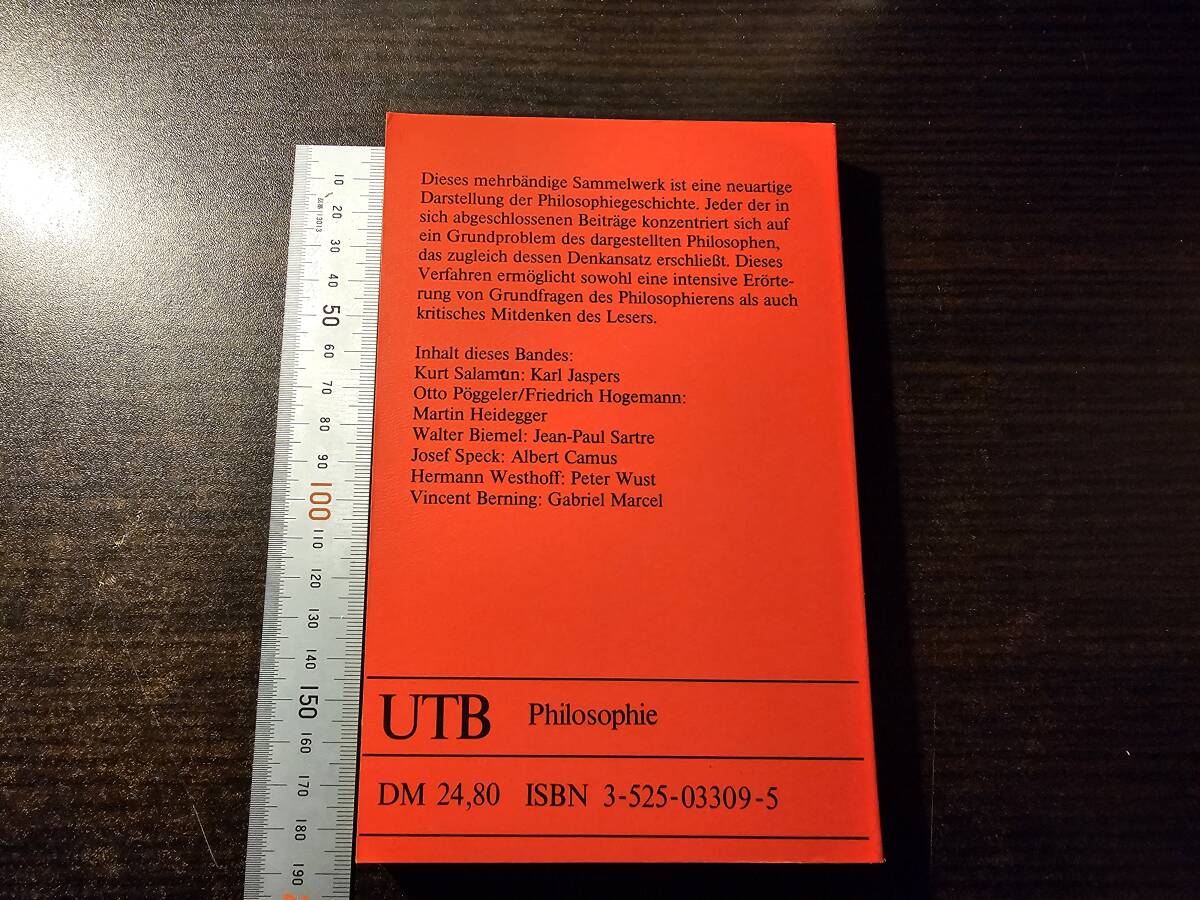 Dieses mehrbändige Sammelwerk ist eine neuartige
Darstellung der Philosophiegeschichte. Jeder der in
sich abgeschlossenen Beiträge konzentriert sich auf
ein Grundproblem des dargestellten Philosophen,
das zugleich dessen Denkansatz erschließt. Dieses
Verfahren ermöglicht sowohl eine intensive Erörte-
rung von Grundfragen des Philosophierens als auch
kritisches Mitdenken des Lesers.
Inhalt dieses Bandes:
Kurt Salamun: Karl Jaspers
Otto Pöggeler/Friedrich Hogemann:
Martin Heidegger
Walter Biemel: Jean-Paul Sartre
Josef Speck: Albert Camus
Hermann Westhoff: Peter Wust
Vincent Berning: Gabriel Marcel
UTB Philosophie
DM 24,80 ISBN 3-525-03309-5
10
20
30
40
50
60
70
80
90
100
110
120
130
140
150
160
170
180
190